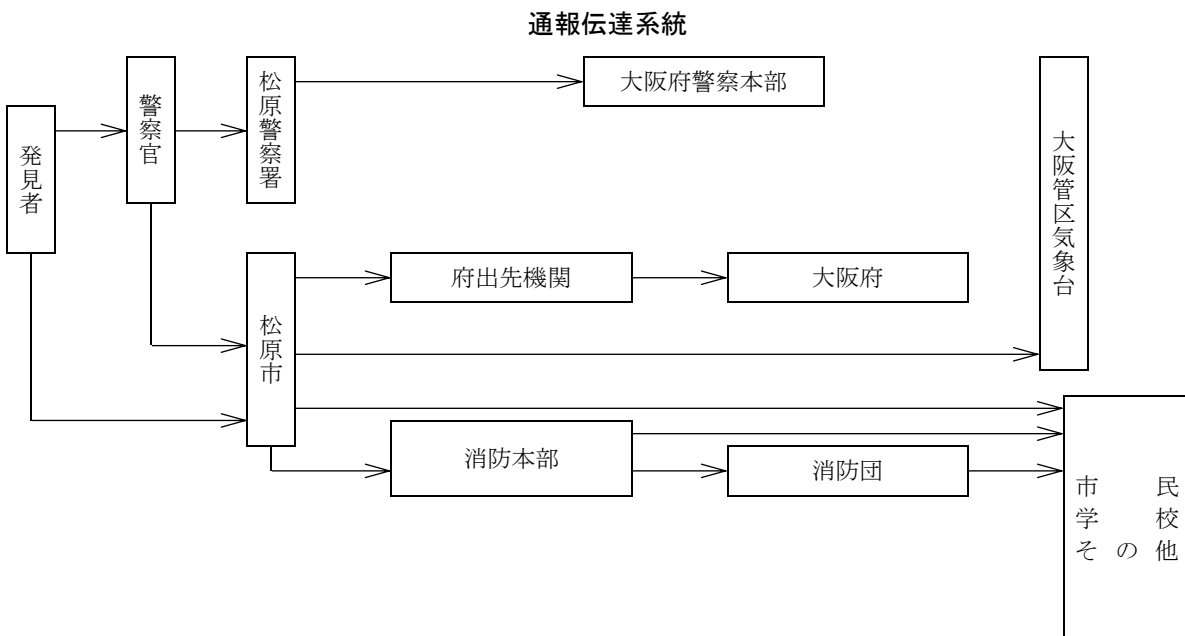 通報伝達系統
発見者
警察官
松原警察署
大阪府警察本部
大阪管区気象台
松原市
府出先機関
大阪府
消防本部
消防団
市民
学校
その他